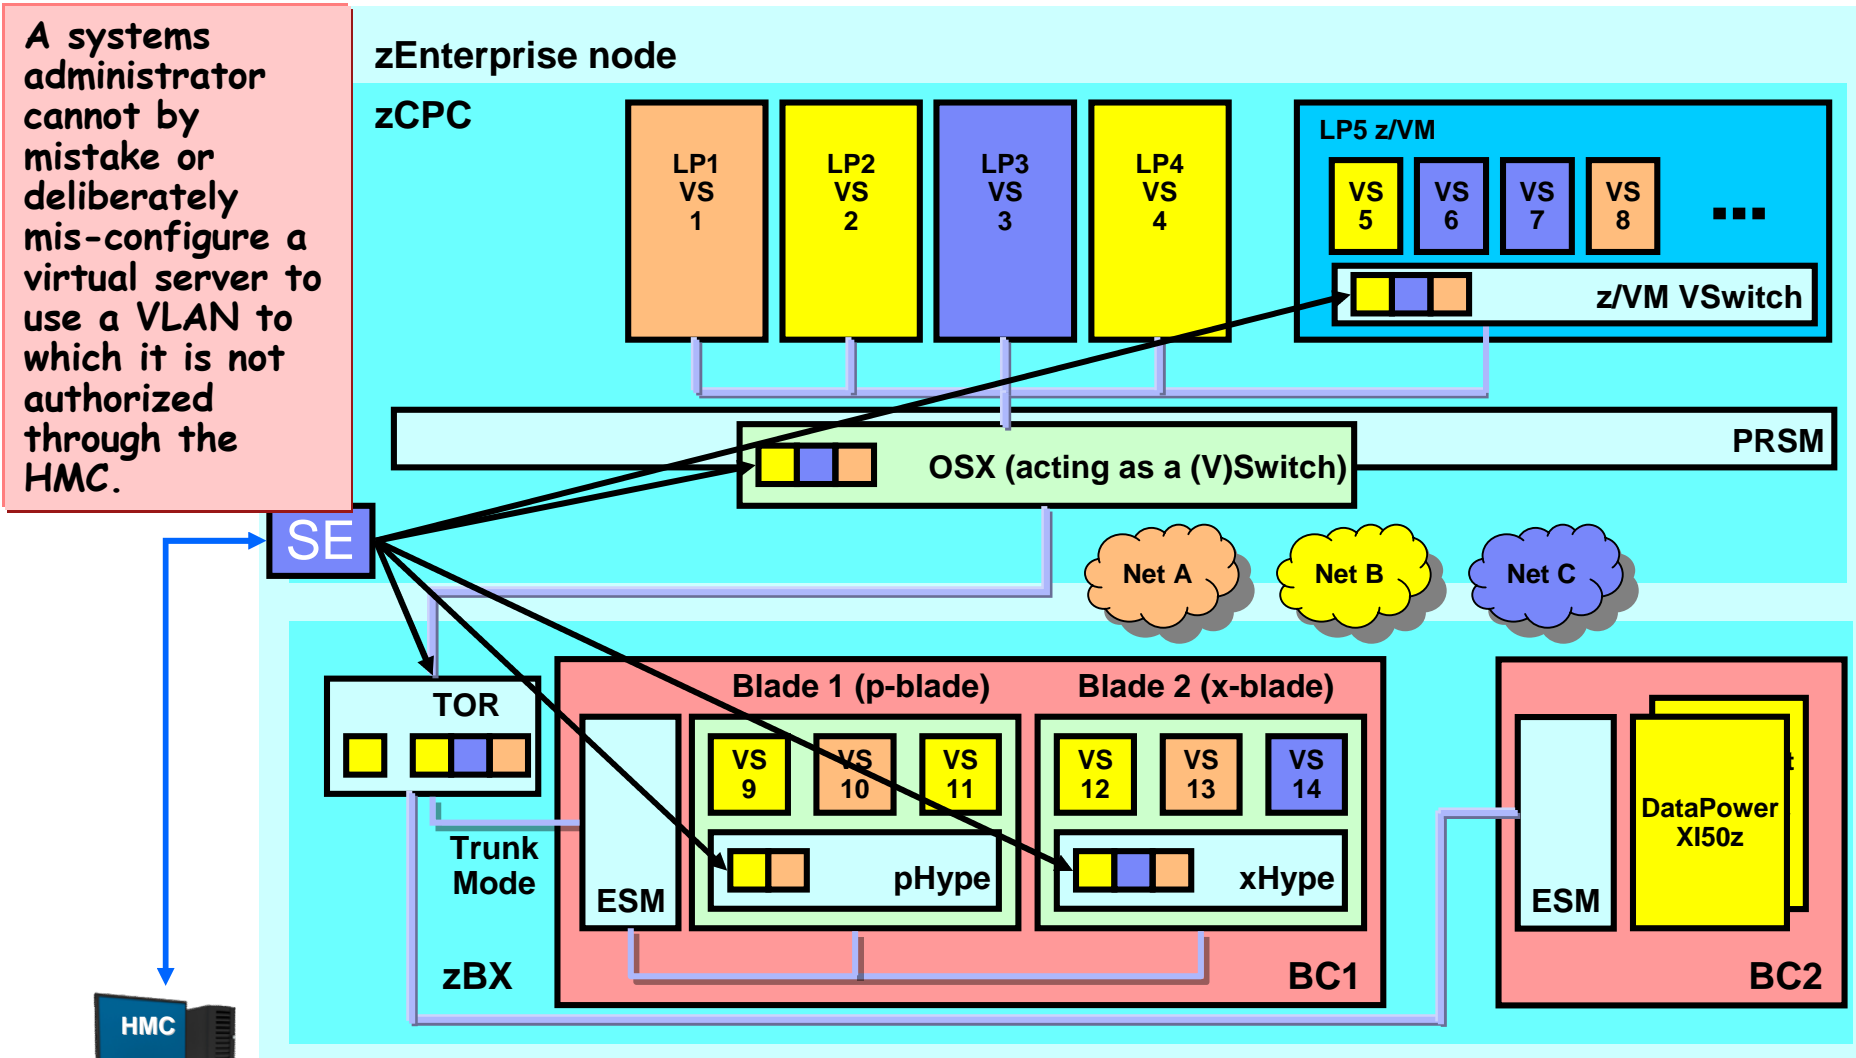 A systems
administrator
cannot by
mistake or
deliberately
mis-configure a
virtual server to
use a VLAN to
which it is not
authorized
through the
HMC.
zEnterprise node
zCPC
LP1
VS
1
LP2
VS
2
LP3
VS
3
LP4
VS
4
LP5 z/VM
VS
5
VS
6
VS
7
VS
8
...
z/VM VSwitch
PRSM
OSX (acting as a (V)Switch)
SE
Net A
Net B
Net C
TOR
Trunk
Mode
Blade 1 (p-blade)
Blade 2 (x-blade)
VS
9
VS
10
VS
11
VS
12
VS
13
VS
14
pHype
xHype
ESM
BC1
zBX
ESM
DataPower
XI50z
BC2
HMC